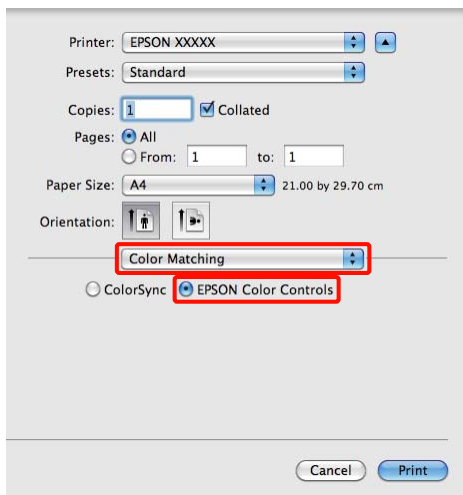 Printer: EPSON XXXXX
Presets: Standard
Copies: 1 Collated
Pages: All
From: 1 to: 1
Paper Size: A4 21.00 by 29.70 cm
Orientation:
Color Matching
ColorSync EPSON Color Controls
Cancel Print